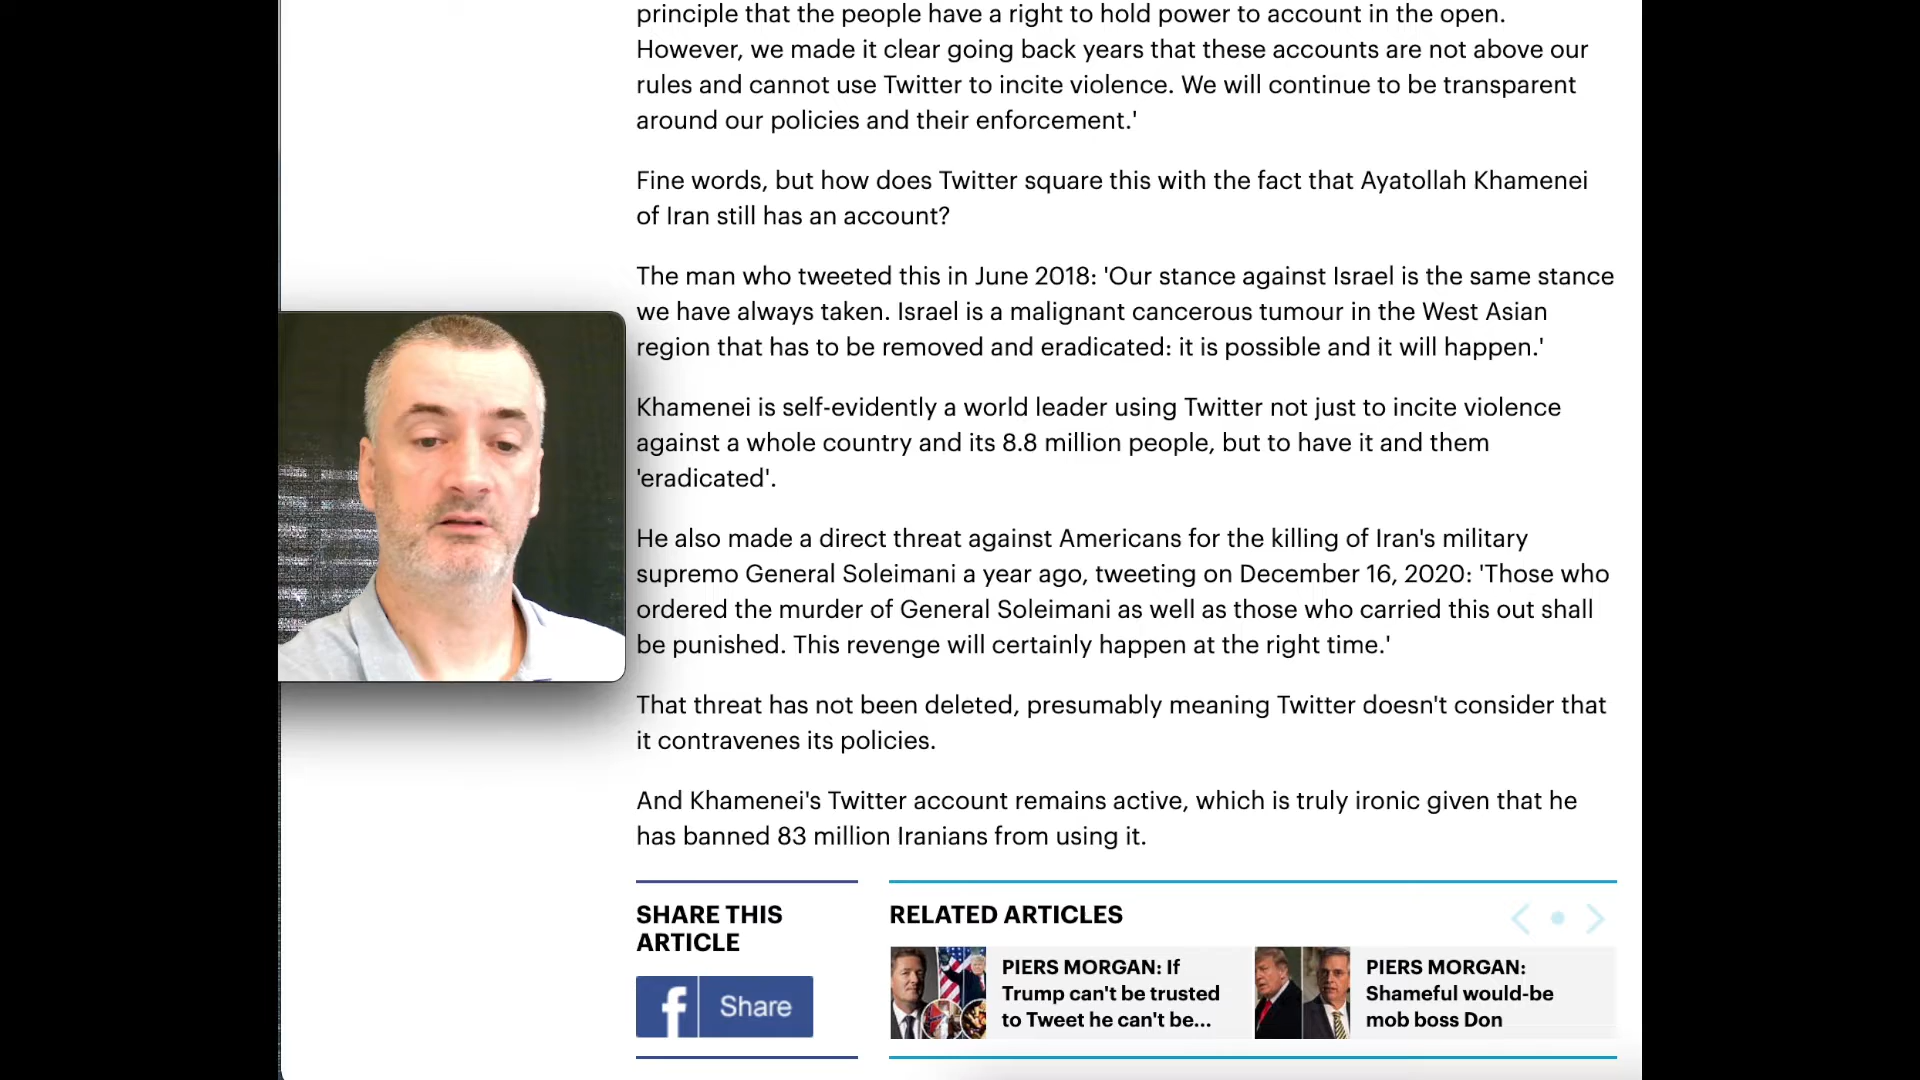 principle that the people have a right to hold power to account in the open.
However, we made it clear going back years that these accounts are not above our
rules and cannot use Twitter to incite violence. We will continue to be transparent
around our policies and their enforcement.'
Fine words, but how does Twitter square this with the fact that Ayatollah Khamenei
of Iran still has an account?
The man who tweeted this in June 2018: 'Our stance against Israel is the same stance
we have always taken. Israel is a malignant cancerous tumour in the West Asian
region that has to be removed and eradicated: it is possible and it will happen.'
Khamenei is self-evidently a world leader using Twitter not just to incite violence
against a whole country and its 8.8 million people, but to have it and them
'eradicated'.
He also made a direct threat against Americans for the killing of Iran's military
supremo General Soleimani a year ago, tweeting on December 16, 2020: 'Those who
ordered the murder of General Soleimani as well as those who carried this out shall
be punished. This revenge will certainly happen at the right time.'
That threat has not been deleted, presumably meaning Twitter doesn't consider that
it contravenes its policies.
And Khamenei's Twitter account remains active, which is truly ironic given that he
has banned 83 million Iranians from using it.
SHARE THIS
ARTICLE
f Share
RELATED ARTICLES
PIERS MORGAN: If
Trump can't be trusted
to Tweet he can't be...
PIERS MORGAN:
Shameful would-be
mob boss Don